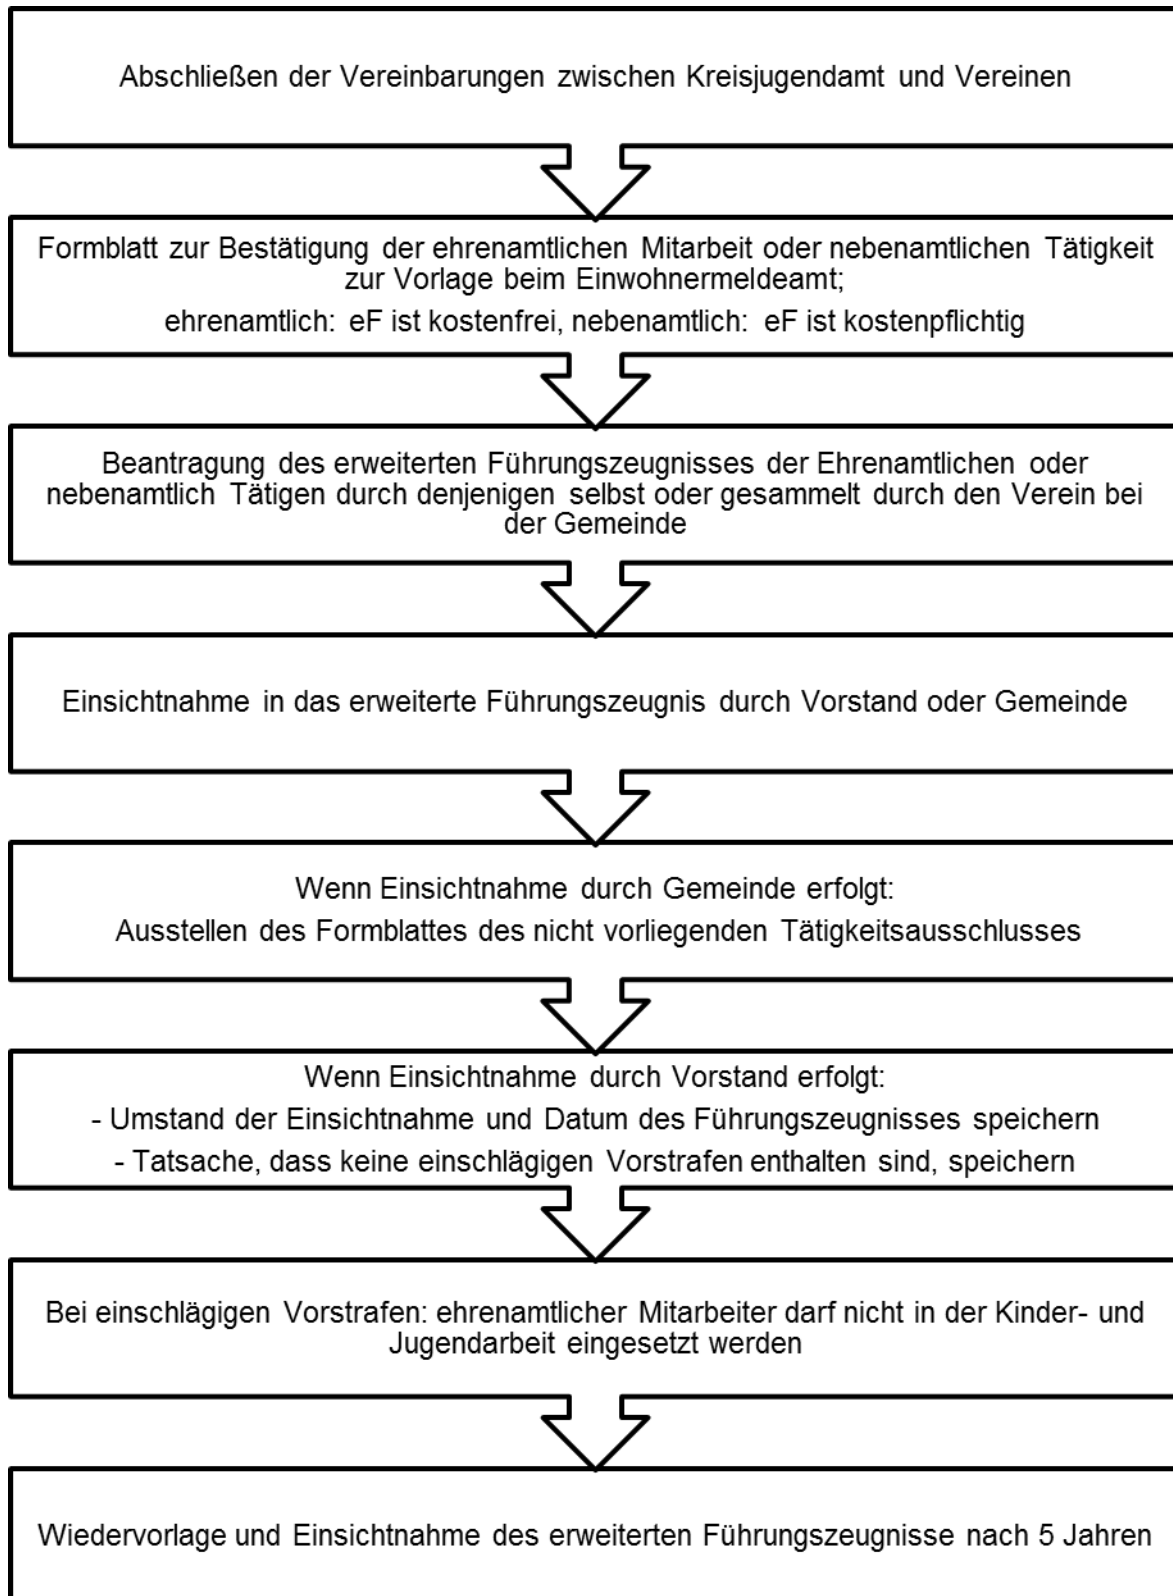 Abschließen der Vereinbarungen zwischen Kreisjugendamt und Vereinen
Formblatt zur Bestätigung der ehrenamtlichen Mitarbeit oder nebenamtlichen Tätigkeit
zur Vorlage beim Einwohnermeldeamt;
ehrenamtlich: eF ist kostenfrei, nebenamtlich: eF ist kostenpflichtig
Beantragung des erweiterten Führungszeugnisses der Ehrenamtlichen oder
nebenamtlich Tätigen durch denjenigen selbst oder gesammelt durch den Verein bei
der Gemeinde
Einsichtnahme in das erweiterte Führungszeugnis durch Vorstand oder Gemeinde
Wenn Einsichtnahme durch Gemeinde erfolgt:
Ausstellen des Formblattes des nicht vorliegenden Tätigkeitsausschlusses
Wenn Einsichtnahme durch Vorstand erfolgt:
- Umstand der Einsichtnahme und Datum des Führungszeugnisses speichern
- Tatsache, dass keine einschlägigen Vorstrafen enthalten sind, speichern
Bei einschlägigen Vorstrafen: ehrenamtlicher Mitarbeiter darf nicht in der Kinder- und
Jugendarbeit eingesetzt werden
Wiedervorlage und Einsichtnahme des erweiterten Führungszeugnisse nach 5 Jahren